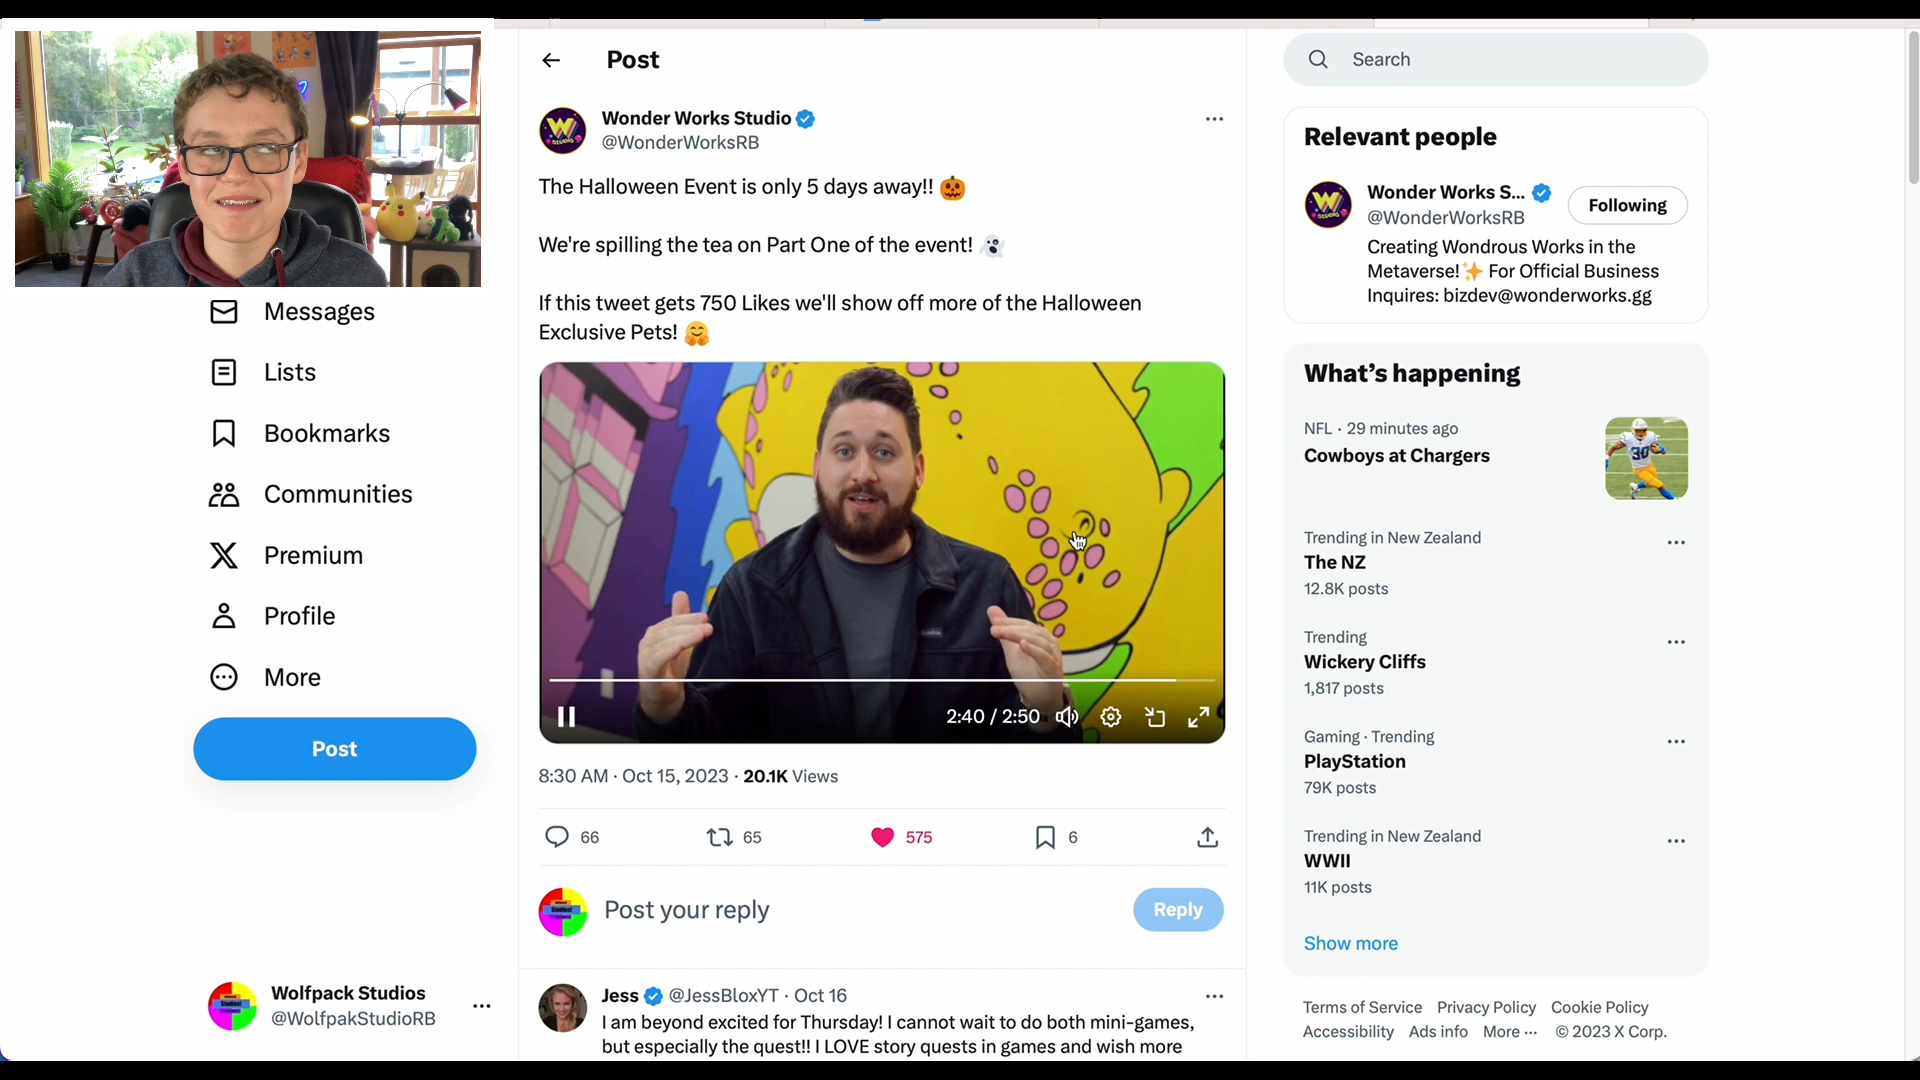 Post
Wonder Works Studio
@WonderWorksRB
The Halloween Event is only 5 days away!!
We're spilling the tea on Part One of the event!
If this tweet gets 750 Likes we'll show off more of the Halloween
Exclusive Pets!
2:40 / 2:50
8:30 AM · Oct 15, 2023 · 20.1K Views
66
65
575
6
Post your reply
Reply
Jess @JessBloxYT · Oct 16
I am beyond excited for Thursday! I cannot wait to do both mini-games,
but especially the quest!! I LOVE story quests in games and wish more
Messages
Lists
Bookmarks
Communities
Premium
Profile
More
Post
Wolfpack Studios
@WolfpakStudioRB
Search
Relevant people
Wonder Works S...
@WonderWorksRB
Following
Creating Wondrous Works in the
Metaverse!✨ For Official Business
Inquires: bizdev@wonderworks.gg
What's happening
NFL · 29 minutes ago
Cowboys at Chargers
Trending in New Zealand
The NZ
12.8K posts
Trending
Wickery Cliffs
1,817 posts
Gaming · Trending
PlayStation
79K posts
Trending in New Zealand
WWII
11K posts
Show more
Terms of Service Privacy Policy Cookie Policy
Accessibility Ads info More ··· © 2023 X Corp.